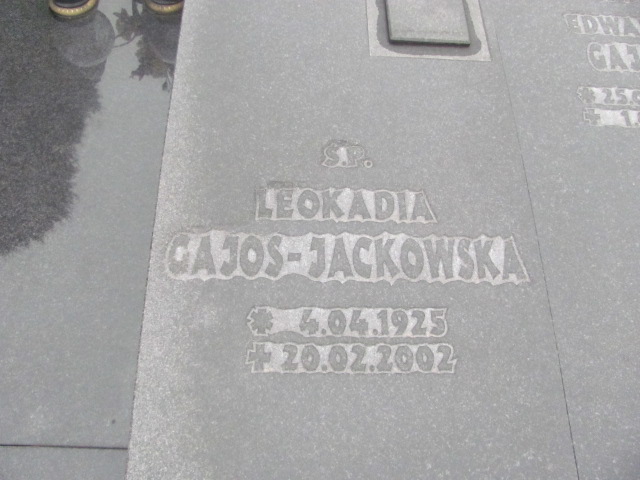 Ś.P.
LEOKADIA
GAJOS-JACKOWSKA
* 4.04.1925
+ 20.02.2002